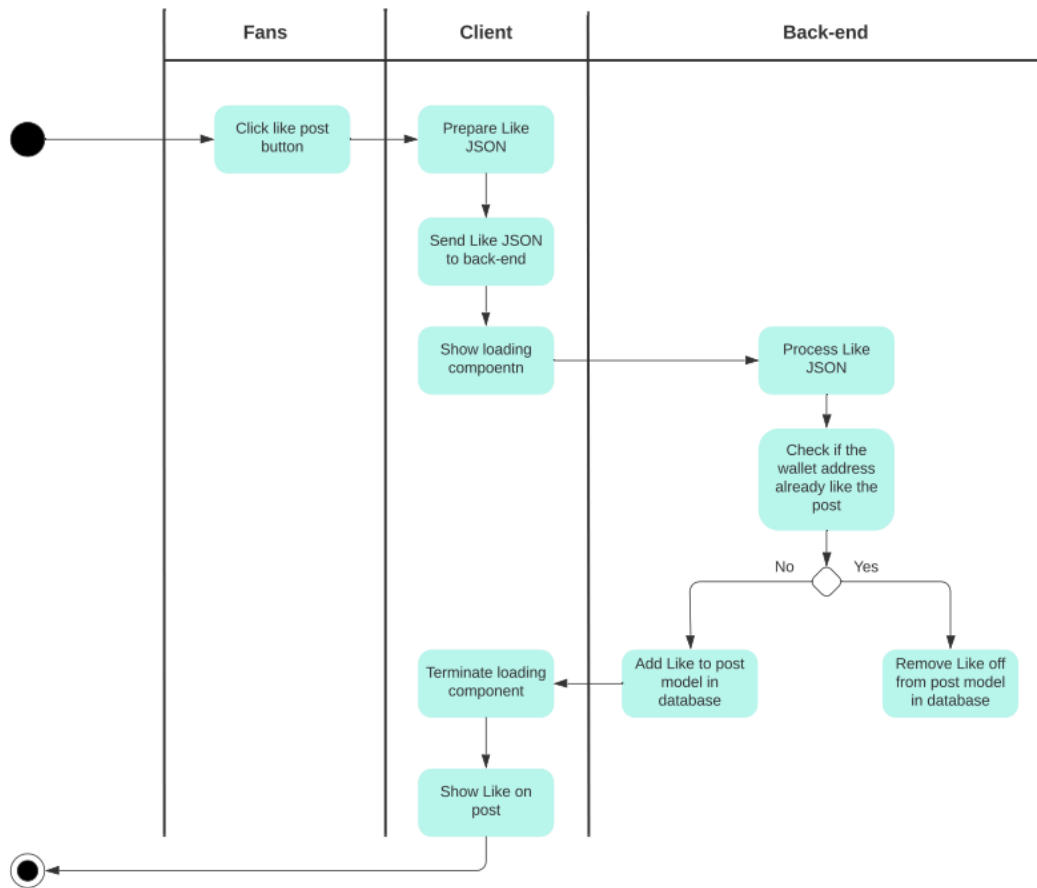 Fans
Client
Back-end
Click like post
button
Prepare Like
JSON
Send Like JSON
to back-end
Show loading
compoentn
Process Like
JSON
Check if the
wallet address
already like the
post
No
Yes
Terminate loading
component
Add Like to post
model in
database
Remove Like off
from post model
in database
Show Like on
post